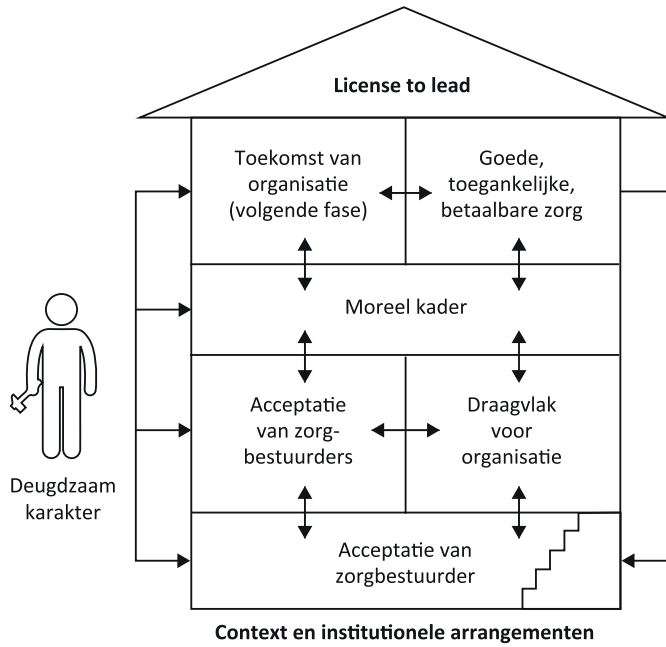 License to lead
Toekomst van
organisatie
(volgende fase)
Goede,
toegankelijke,
betaalbare zorg
Moreel kader
Acceptatie
van zorg-
bestuurders
Draagvlak
voor
organisatie
Deugdzaam
karakter
Acceptatie van
zorgbestuurder
Context en institutionele arrangementen